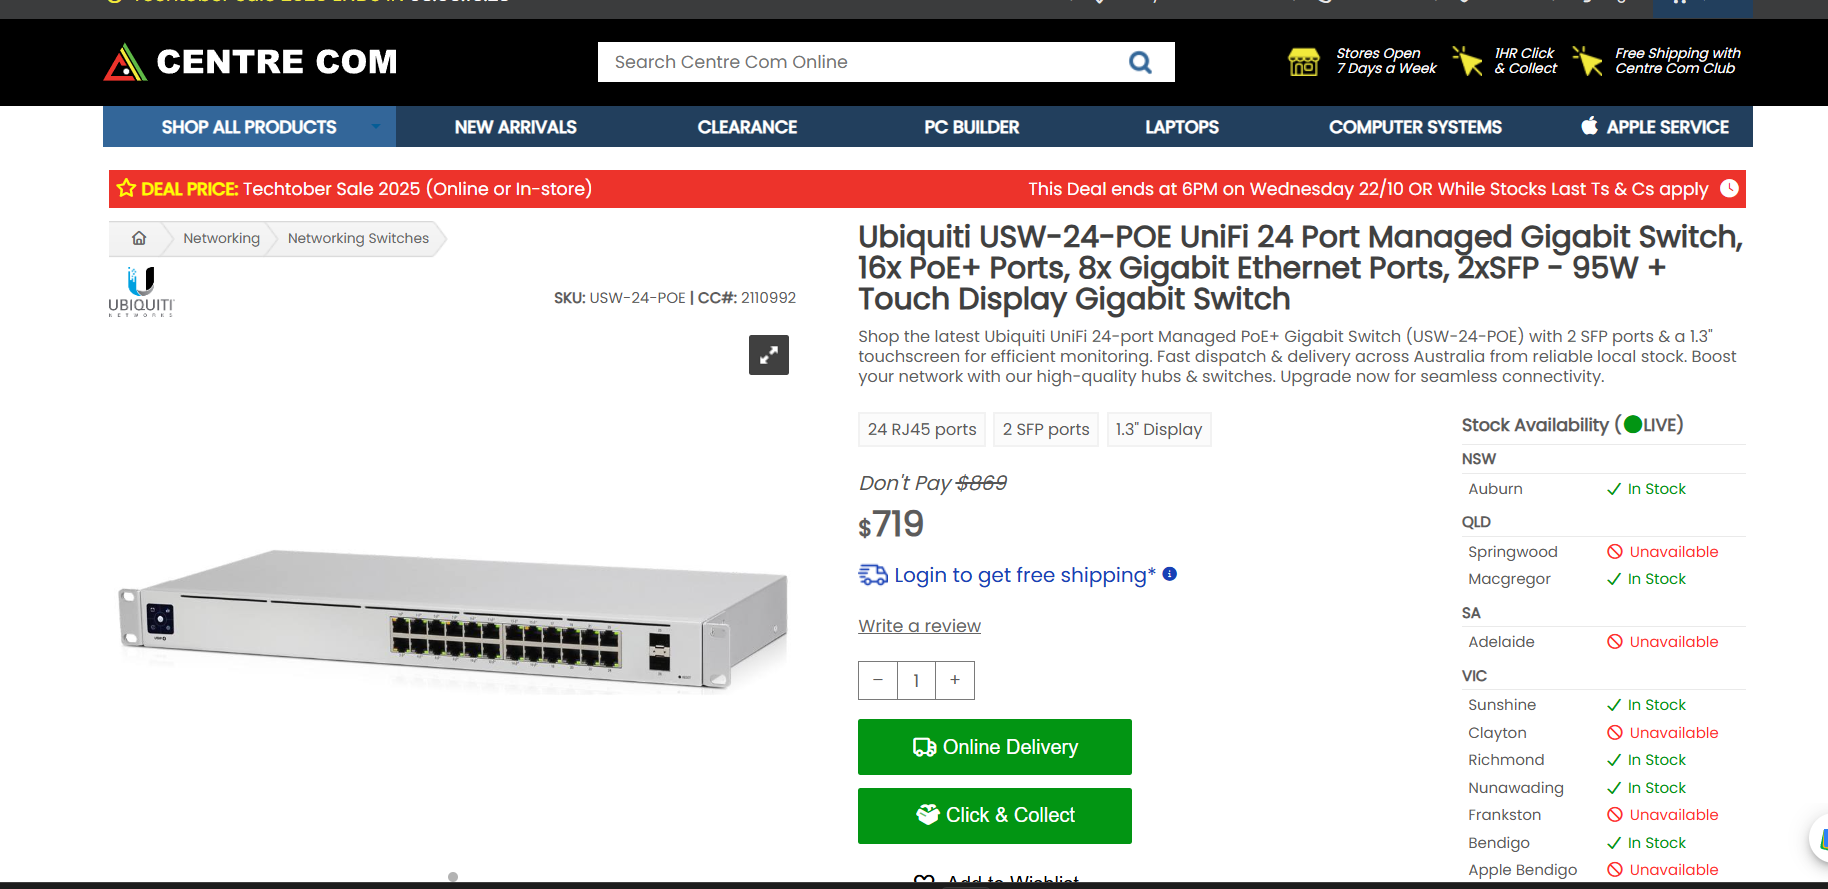 CENTRE COM
Search Centre Com Online
Stores Open
7 Days a Week
1HR Click
& Collect
Free Shipping with
Centre Com Club
SHOP ALL PRODUCTS
NEW ARRIVALS
CLEARANCE
PC BUILDER
LAPTOPS
COMPUTER SYSTEMS
APPLE SERVICE
DEAL PRICE: Techtober Sale 2025 (Online or In-store)
This Deal ends at 6PM on Wednesday 22/10 OR While Stocks Last Ts & Cs apply
Networking
Networking Switches
UBIQUITI
NETWORKS
SKU: USW-24-POE | CC#: 2110992
Ubiquiti USW-24-POE UniFi 24 Port Managed Gigabit Switch,
16x PoE+ Ports, 8x Gigabit Ethernet Ports, 2xSFP - 95W +
Touch Display Gigabit Switch
Shop the latest Ubiquiti UniFi 24-port Managed PoE+ Gigabit Switch (USW-24-POE) with 2 SFP ports & a 1.3"
touchscreen for efficient monitoring. Fast dispatch & delivery across Australia from reliable local stock. Boost
your network with our high-quality hubs & switches. Upgrade now for seamless connectivity.
24 RJ45 ports
2 SFP ports
1.3" Display
Don't Pay $869
$719
Login to get free shipping*
Write a review
− 1 +
Online Delivery
Click & Collect
Add to Wishlist
Stock Availability (LIVE)
NSW
Auburn In Stock
QLD
Springwood Unavailable
Macgregor In Stock
SA
Adelaide Unavailable
VIC
Sunshine In Stock
Clayton Unavailable
Richmond In Stock
Nunawading In Stock
Frankston Unavailable
Bendigo In Stock
Apple Bendigo Unavailable